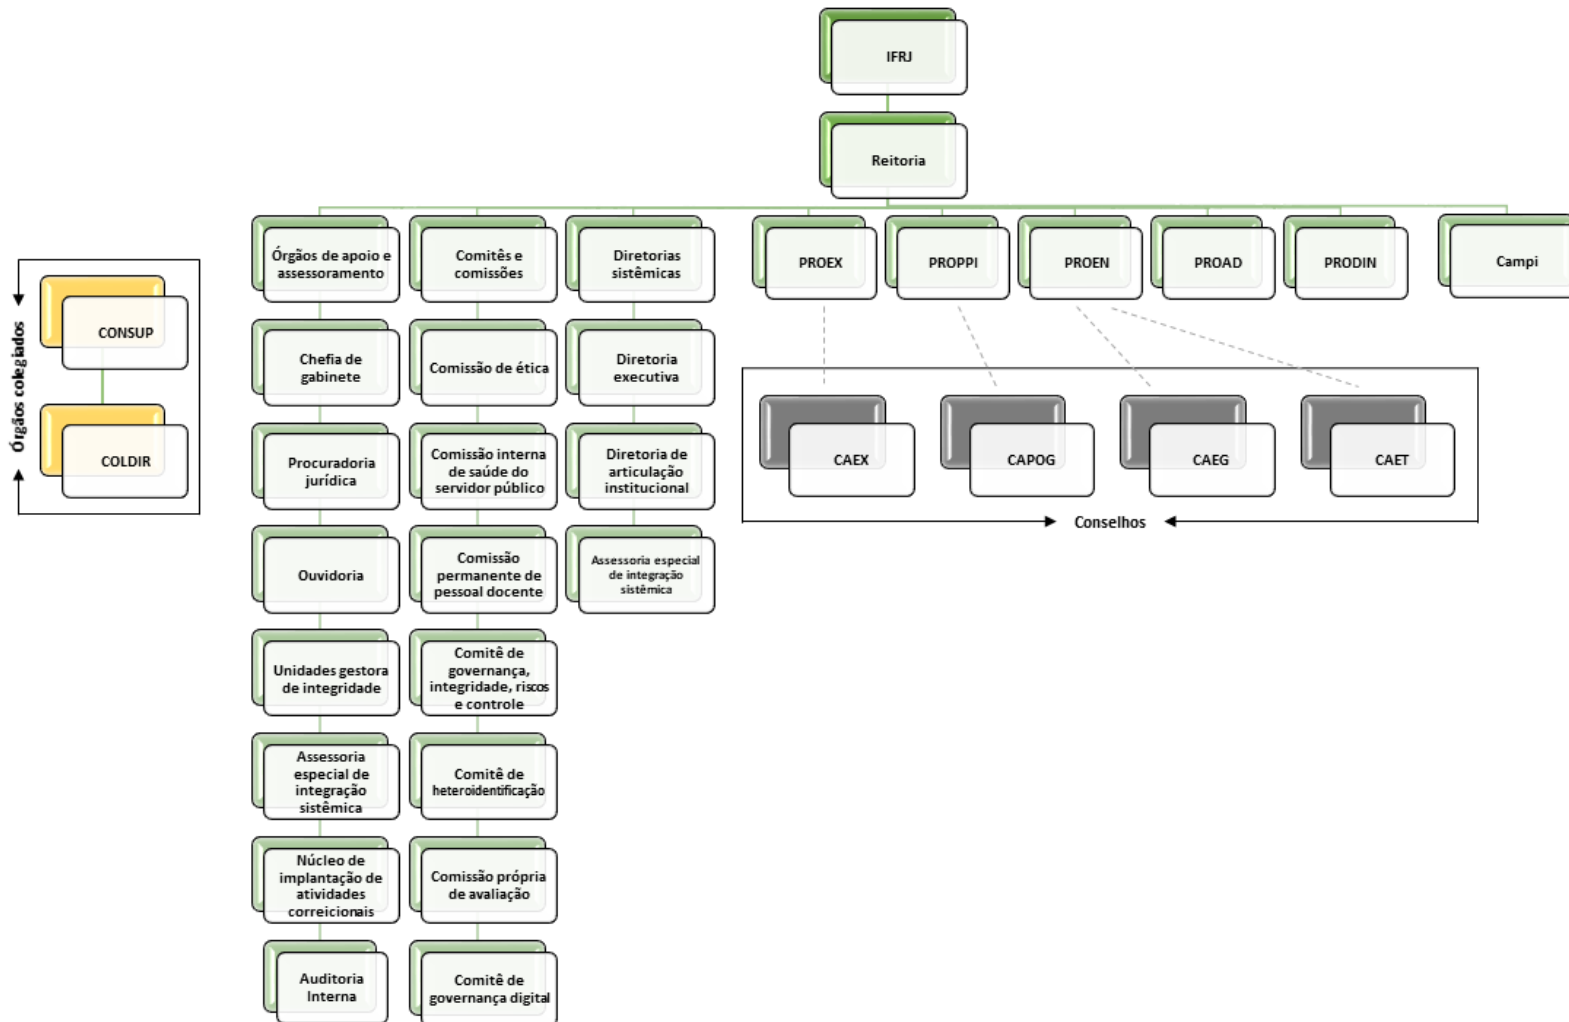 IFRJ
Reitoria
Órgãos de apoio e
assessoramento
Comitês e
comissões
Diretorias
sistêmicas
PROEX
PROPPI
PROEN
PROAD
PRODIN
Campi
Órgãos colegiados
CONSUP
COLDIR
Chefia de
gabinete
Comissão de ética
Diretoria
executiva
Procuradoria
jurídica
Comissão interna
de saúde do
servidor público
Diretoria de
articulação
institucional
CAEX
CAPOG
CAEG
CAET
Conselhos
Ouvidoria
Comissão
permanente de
pessoal docente
Assessoria especial
de integração
sistêmica
Unidades gestora
de integridade
Comitê de
governança,
integridade, riscos
e controle
Assessoria
especial de
integração
sistêmica
Comitê de
heteroidentificação
Núcleo de
implantação de
atividades
correicionais
Comissão própria
de avaliação
Auditoria
Interna
Comitê de
governança digital